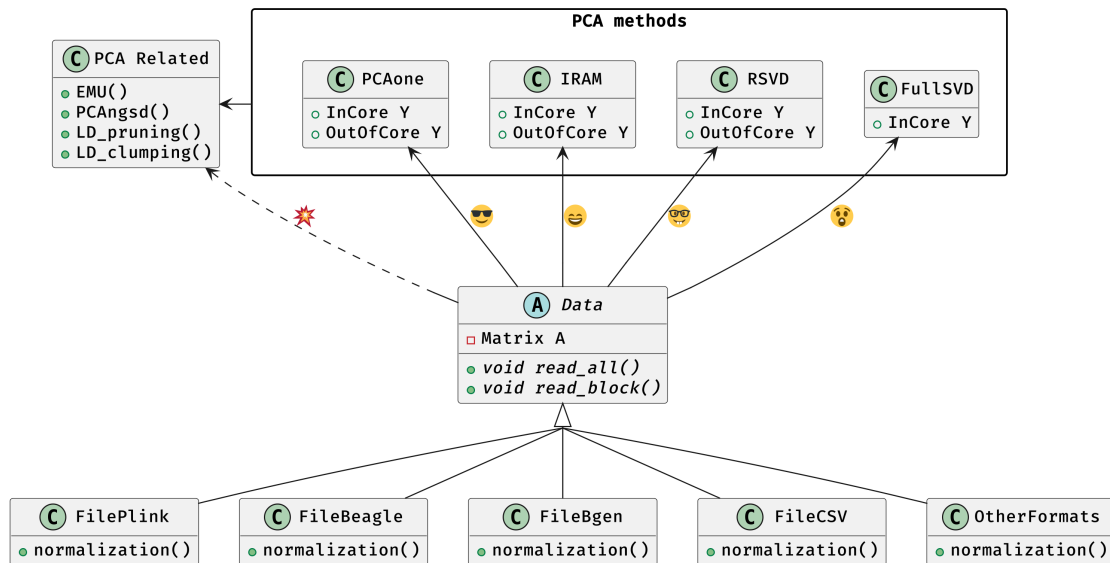 PCA methods
C PCA Related
EMU()
PCAngsd()
LD_pruning()
LD_clumping()
C PCAone
InCore Y
OutOfCore Y
C IRAM
InCore Y
OutOfCore Y
C RSVD
InCore Y
OutOfCore Y
C FullSVD
InCore Y
A Data
Matrix A
void read_all()
void read_block()
C FilePlink
normalization()
C FileBeagle
normalization()
C FileBgen
normalization()
C FileCSV
normalization()
C OtherFormats
normalization()